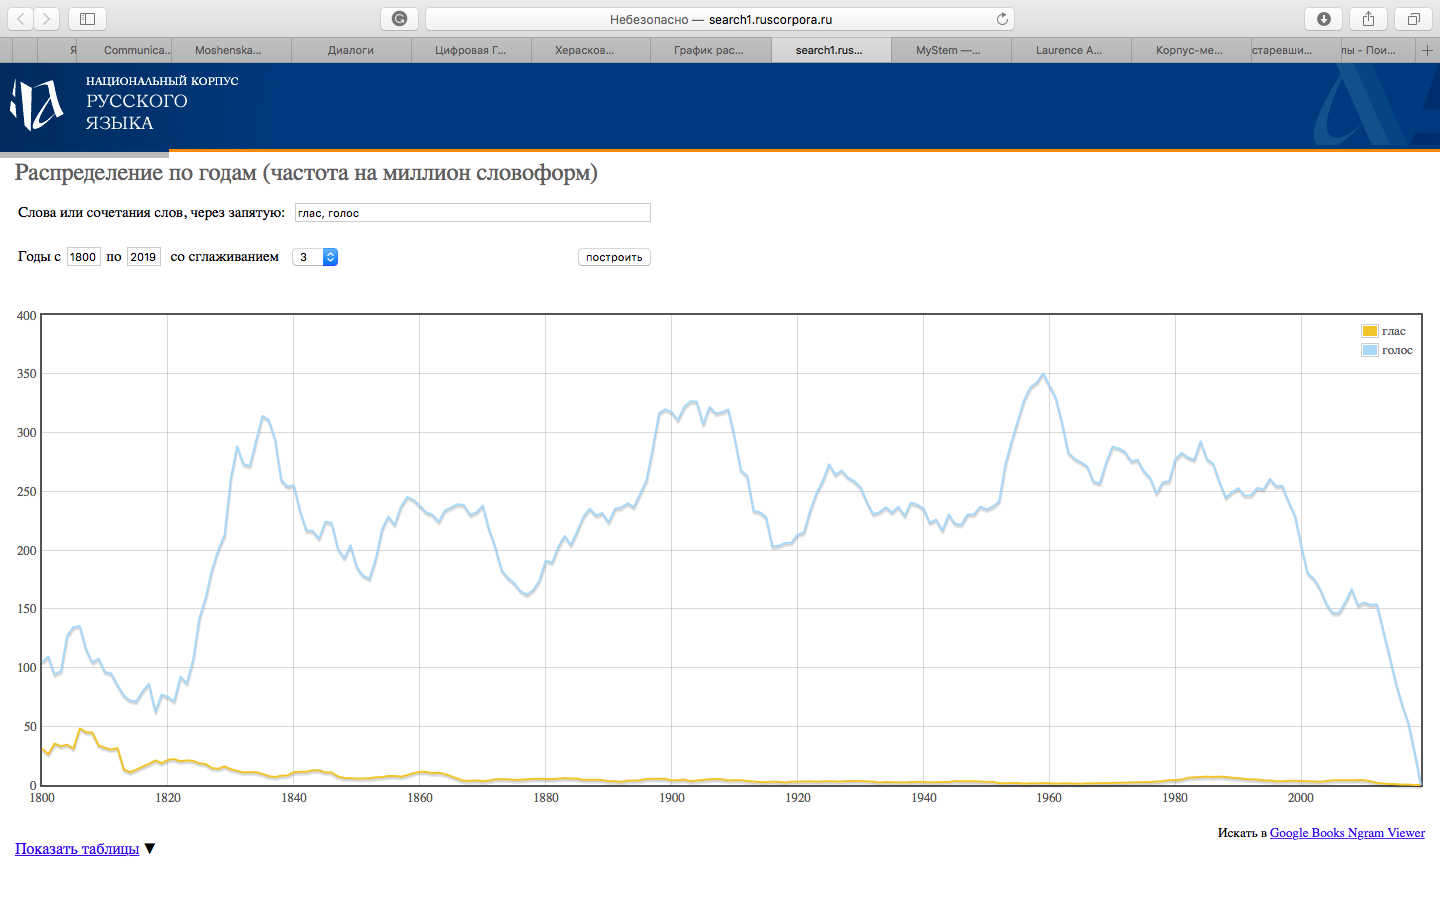 Небезопасно — search1.ruscorpora.ru
Я Communica... Moshenska... Диалоги Цифровая Г... Херасков... График рас... search1.rus... MyStem —... Laurence A... Корпус-ме... старевши... лы - Пои...
НАЦИОНАЛЬНЫЙ КОРПУС
РУССКОГО
ЯЗЫКА
Распределение по годам (частота на миллион словоформ)
Слова или сочетания слов, через запятую: глас, голос
Годы с 1800 по 2019 со сглаживанием 3 построить
400
глас
голос
350
300
250
200
150
100
50
0
1800 1820 1840 1860 1880 1900 1920 1940 1960 1980 2000
Искать в Google Books Ngram Viewer
Показать таблицы ▼